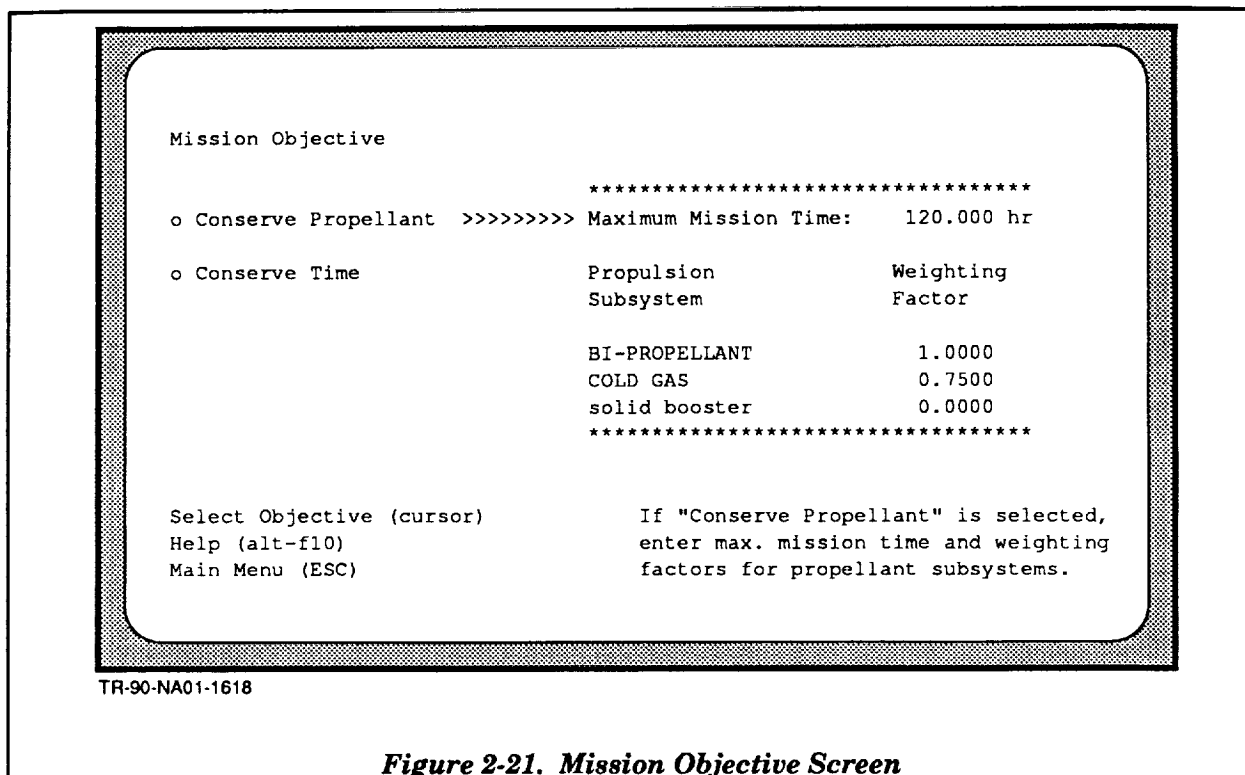 Mission Objective
***********************************
o Conserve Propellant >>>>>>>>> Maximum Mission Time: 120.000 hr
o Conserve Time Propulsion Weighting
Subsystem Factor
BI-PROPELLANT 1.0000
COLD GAS 0.7500
solid booster 0.0000
***********************************
Select Objective (cursor) If "Conserve Propellant" is selected,
Help (alt-f10) enter max. mission time and weighting
Main Menu (ESC) factors for propellant subsystems.
TR-90-NA01-1618
Figure 2-21. Mission Objective Screen